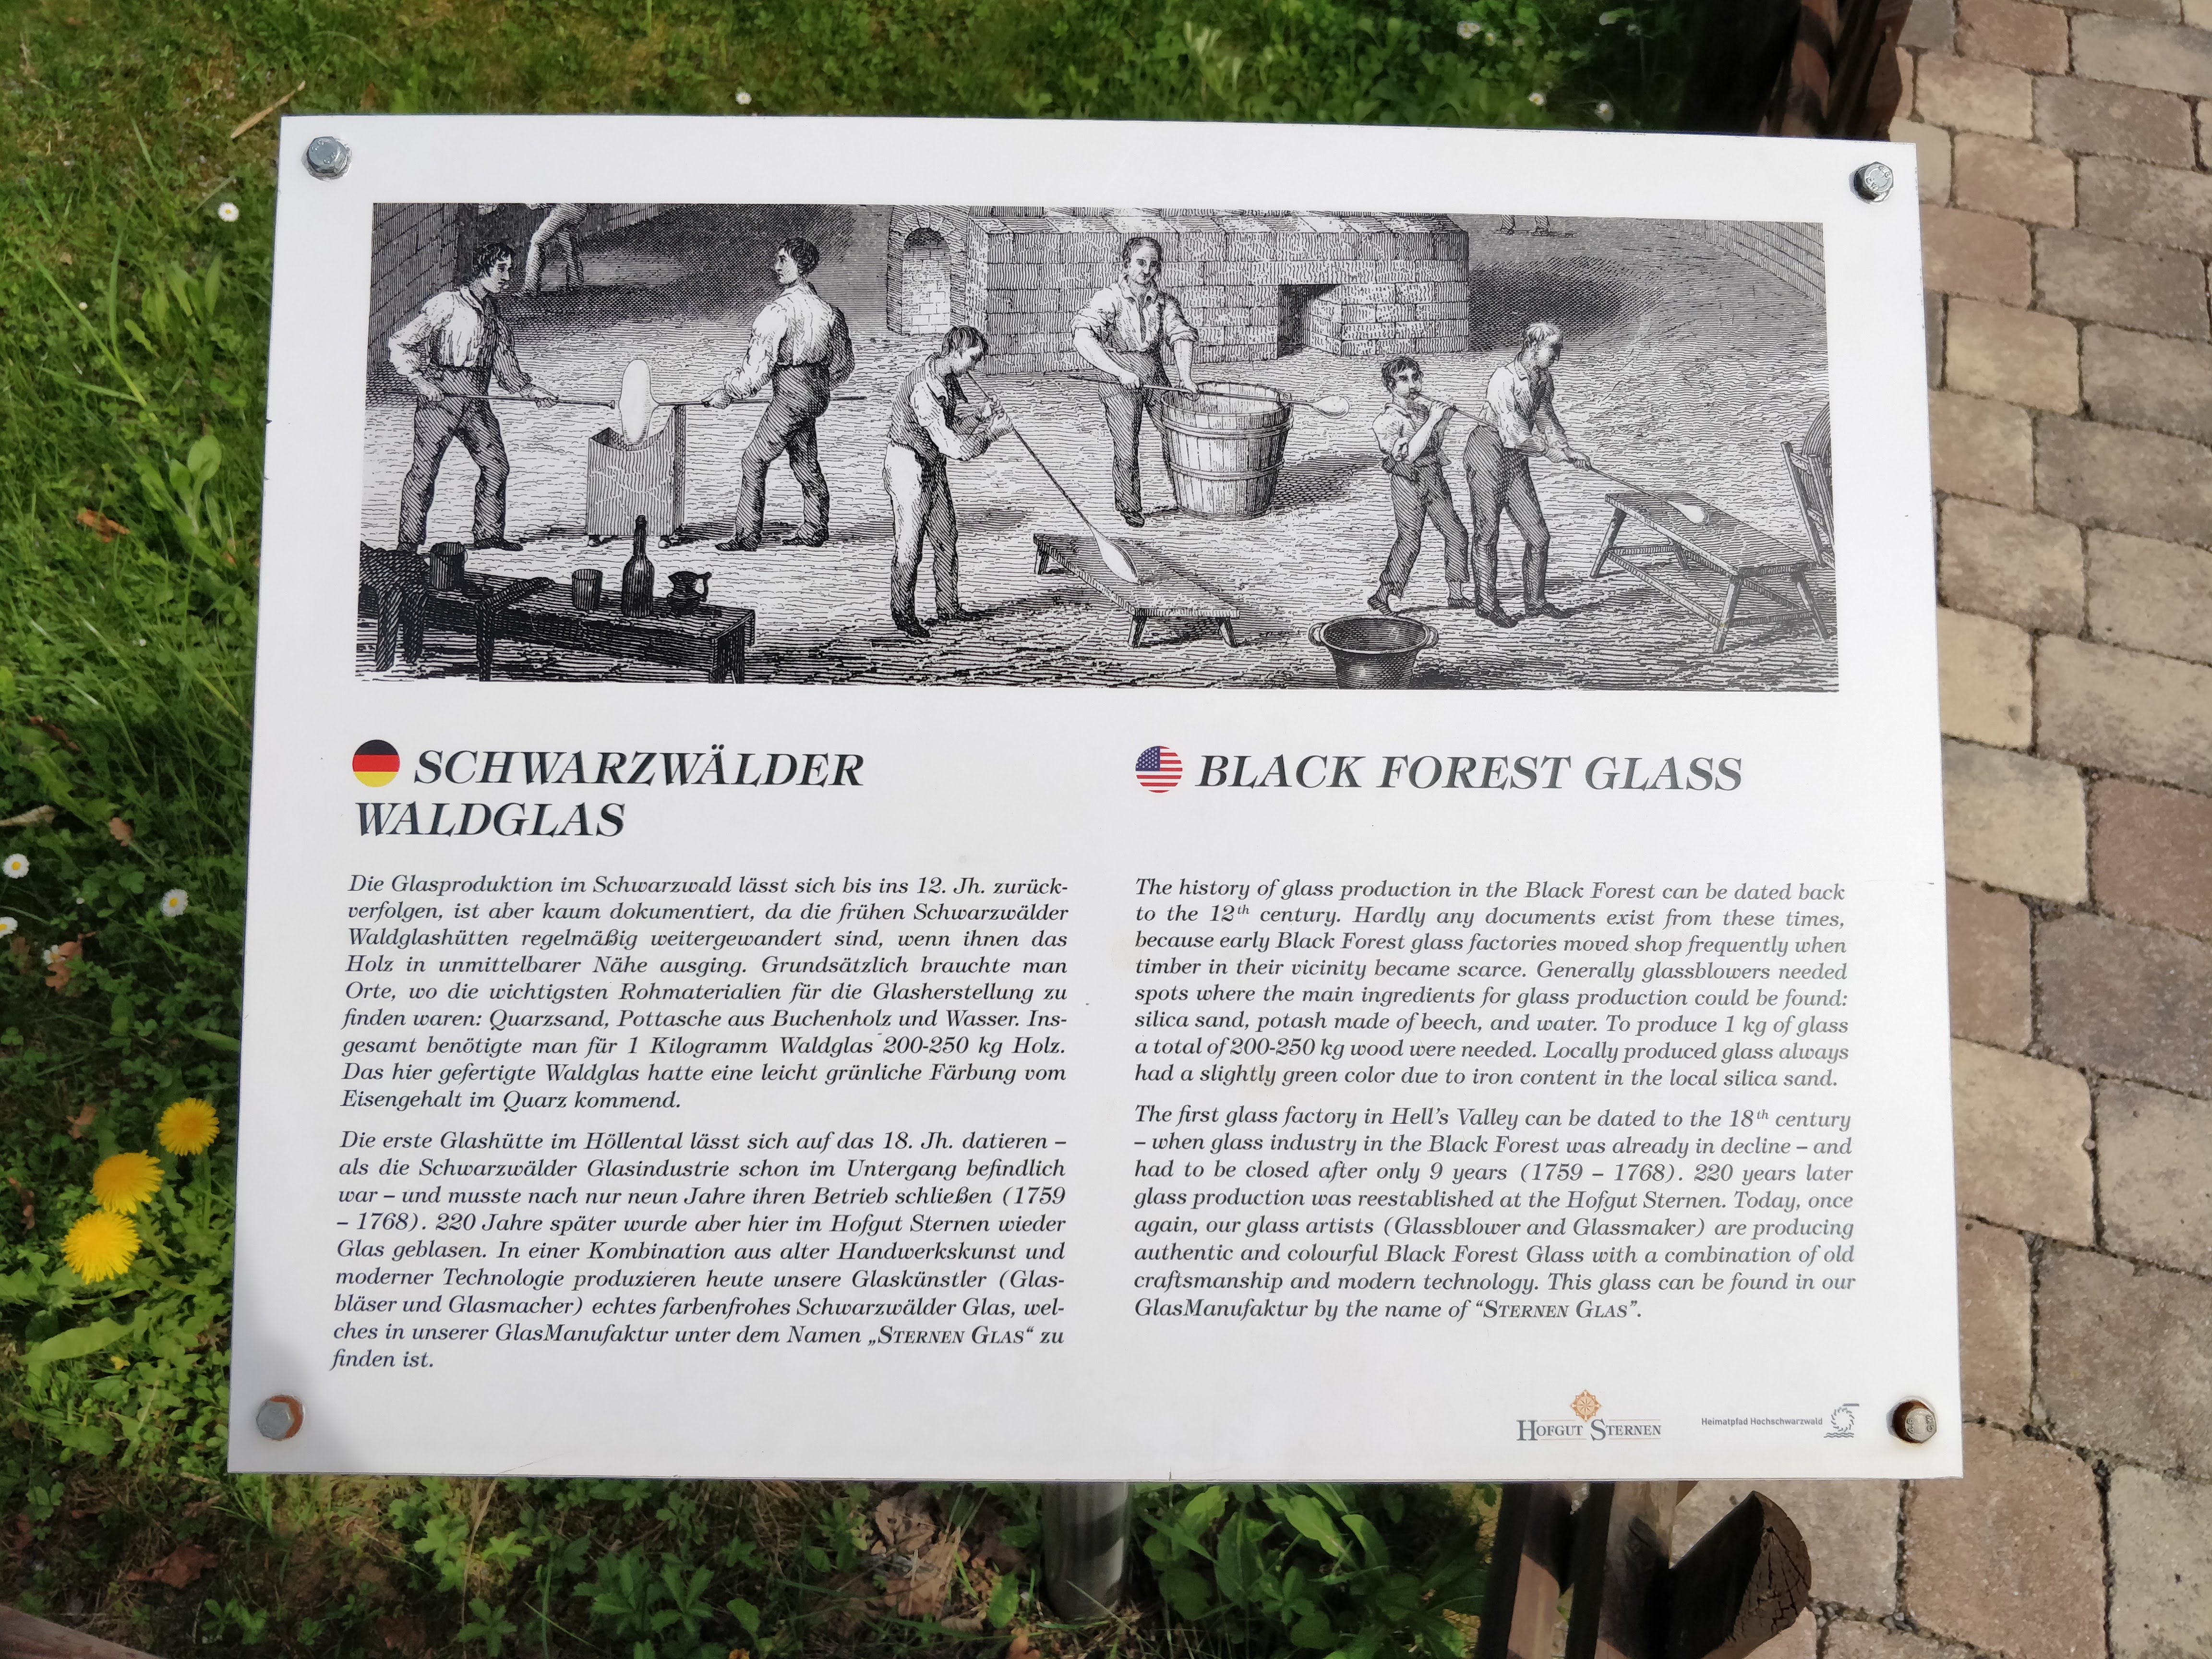 SCHWARZWÄLDER
WALDGLAS
Die Glasproduktion im Schwarzwald lässt sich bis ins 12. Jh. zurück-
verfolgen, ist aber kaum dokumentiert, da die frühen Schwarzwälder
Waldglashütten regelmäßig weitergewandert sind, wenn ihnen das
Holz in unmittelbarer Nähe ausging. Grundsätzlich brauchte man
Orte, wo die wichtigsten Rohmaterialien für die Glasherstellung zu
finden waren: Quarzsand, Pottasche aus Buchenholz und Wasser. Ins-
gesamt benötigte man für 1 Kilogramm Waldglas 200-250 kg Holz.
Das hier gefertigte Waldglas hatte eine leicht grünliche Färbung vom
Eisengehalt im Quarz kommend.
Die erste Glashütte im Höllental lässt sich auf das 18. Jh. datieren –
als die Schwarzwälder Glasindustrie schon im Untergang befindlich
war – und musste nach nur neun Jahre ihren Betrieb schließen (1759
– 1768). 220 Jahre später wurde aber hier im Hofgut Sternen wieder
Glas geblasen. In einer Kombination aus alter Handwerkskunst und
moderner Technologie produzieren heute unsere Glaskünstler (Glas-
bläser und Glasmacher) echtes farbenfrohes Schwarzwälder Glas, wel-
ches in unserer GlasManufaktur unter dem Namen „STERNEN GLAS“ zu
finden ist.
BLACK FOREST GLASS
The history of glass production in the Black Forest can be dated back
to the 12th century. Hardly any documents exist from these times,
because early Black Forest glass factories moved shop frequently when
timber in their vicinity became scarce. Generally glassblowers needed
spots where the main ingredients for glass production could be found:
silica sand, potash made of beech, and water. To produce 1 kg of glass
a total of 200-250 kg wood were needed. Locally produced glass always
had a slightly green color due to iron content in the local silica sand.
The first glass factory in Hell's Valley can be dated to the 18th century
– when glass industry in the Black Forest was already in decline – and
had to be closed after only 9 years (1759 – 1768). 220 years later
glass production was reestablished at the Hofgut Sternen. Today, once
again, our glass artists (Glassblower and Glassmaker) are producing
authentic and colourful Black Forest Glass with a combination of old
craftsmanship and modern technology. This glass can be found in our
GlasManufaktur by the name of “STERNEN GLAS”.
HOFGUT STERNEN
Heimatpfad Hochschwarzwald